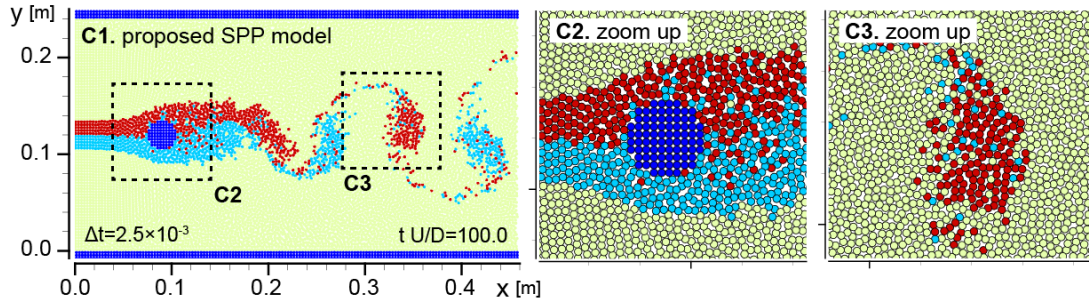 y [m]
C1. proposed SPP model
C2. zoom up
C3. zoom up
0.2
0.1
0.0
C2
C3
Δt=2.5×10⁻³
t U/D=100.0
0.0
0.1
0.2
0.3
0.4
x [m]